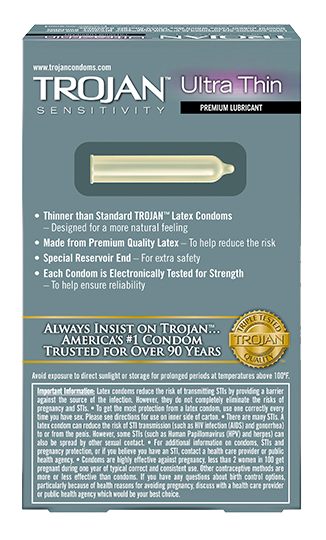 TROJAN
www.trojancondoms.com
TROJAN™ Ultra Thin
SENSITIVITY
PREMIUM LUBRICANT
• Thinner than Standard TROJAN™ Latex Condoms
– Designed for a more natural feeling
• Made from Premium Quality Latex – To help reduce the risk
• Special Reservoir End – For extra safety
• Each Condom is Electronically Tested for Strength
– To help ensure reliability
ALWAYS INSIST ON TROJAN™...
AMERICA'S #1 CONDOM
TRUSTED FOR OVER 90 YEARS
TRIPLE TESTED
TROJAN
QUALITY
Avoid exposure to direct sunlight or storage for prolonged periods at temperatures above 100°F.
Important Information: Latex condoms reduce the risk of transmitting STIs by providing a barrier
against the source of the infection. However, they do not completely eliminate the risks of
pregnancy and STIs. • To get the most protection from a latex condom, use one correctly every
time you have sex. Please see directions for use on inner side of carton. • There are many STIs. A
latex condom can reduce the risk of STI transmission (such as HIV infection (AIDS) and gonorrhea)
to or from the penis. However, some STIs (such as Human Papillomavirus (HPV) and herpes) can
also be spread by other sexual contact. • For additional information on condoms, STIs and
pregnancy protection, or if you believe you have an STI, contact a health care provider or public
health agency. • Condoms are highly effective against pregnancy, less than 2 women in 100 get
pregnant during one year of typical correct and consistent use. Other contraceptive methods are
more or less effective than condoms. If you have any questions about birth control options,
particularly because of health reasons for avoiding pregnancy, discuss with a health care provider
or public health agency which would be your best choice.